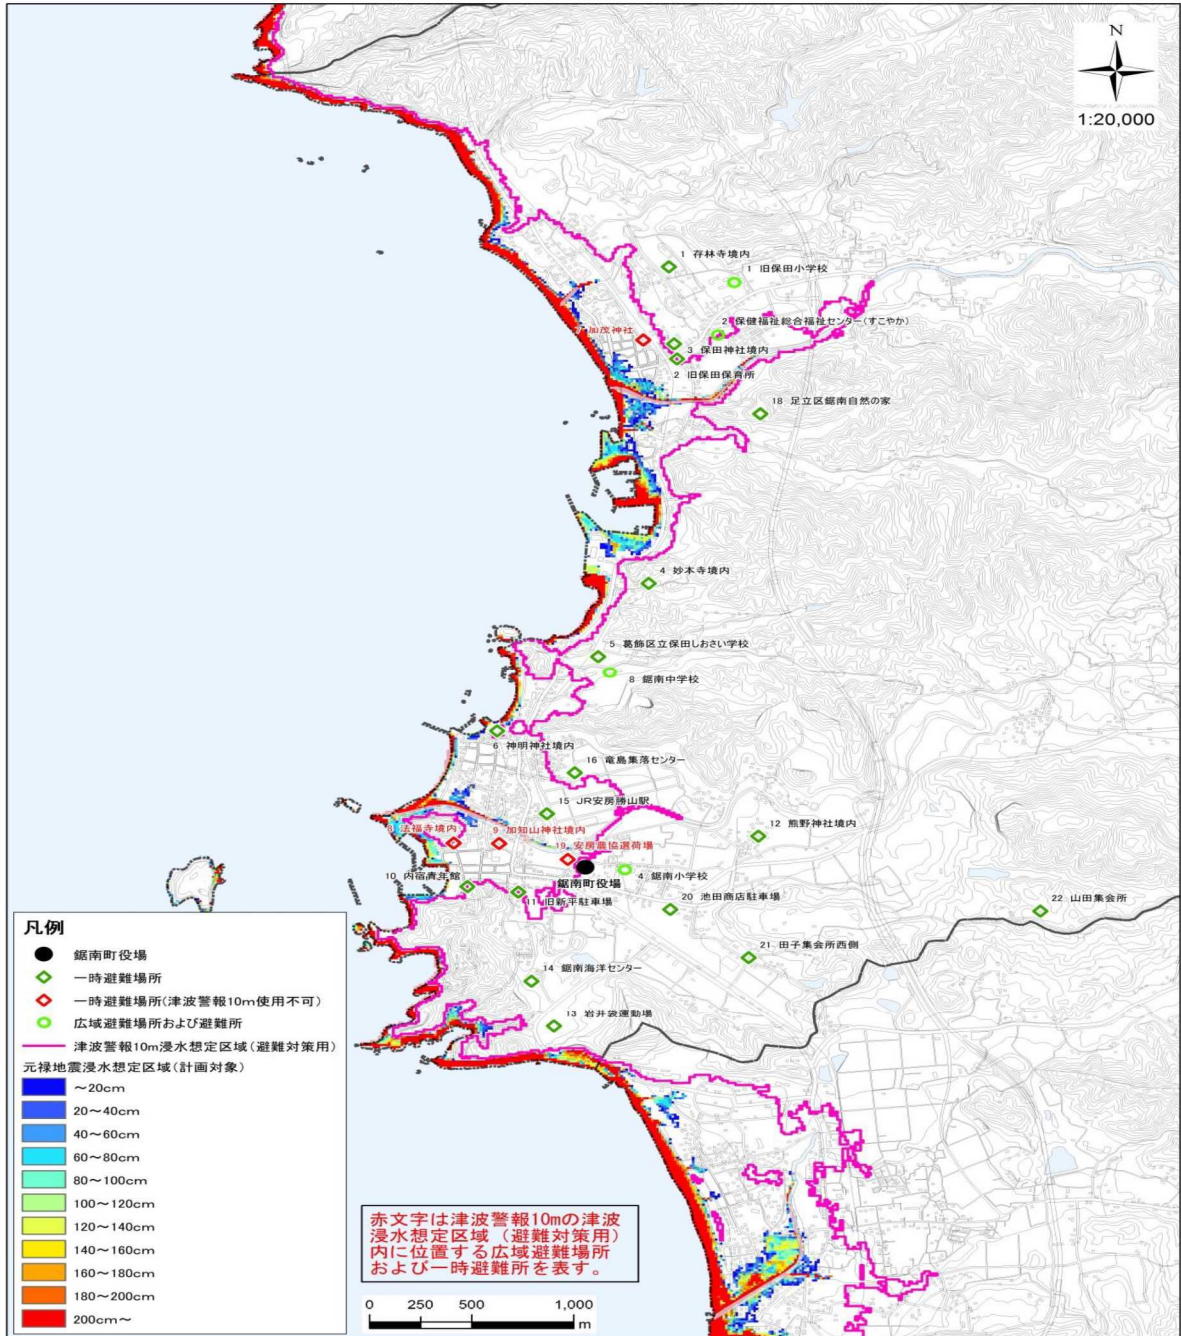 N
1:20,000
1 存林寺境内
1 旧保田小学校
2 保健福祉総合福祉センター(すこやか)
加茂神社
3 保田神社境内
2 旧保田保育所
18 足立区鋸南自然の家
4 妙本寺境内
5 葛飾区立保田しおさい学校
8 鋸南中学校
6 神明神社境内
16 竜島集落センター
15 JR安房勝山駅
12 熊野神社境内
8 法福寺境内
9 加知山神社境内
19 安房農協選荷場
4 鋸南小学校
鋸南町役場
10 内宿青年館
11 旧新平駐車場
20 池田商店駐車場
22 山田集会所
21 田子集会所西側
14 鋸南海洋センター
13 岩井袋運動場
凡例
鋸南町役場
一時避難場所
一時避難場所(津波警報10m使用不可)
広域避難場所および避難所
津波警報10m浸水想定区域(避難対策用)
元禄地震浸水想定区域(計画対象)
～20cm
20～40cm
40～60cm
60～80cm
80～100cm
100～120cm
120～140cm
140～160cm
160～180cm
180～200cm
200cm～
赤文字は津波警報10mの津波
浸水想定区域（避難対策用）
内に位置する広域避難場所
および一時避難所を表す。
0 250 500 1,000
m